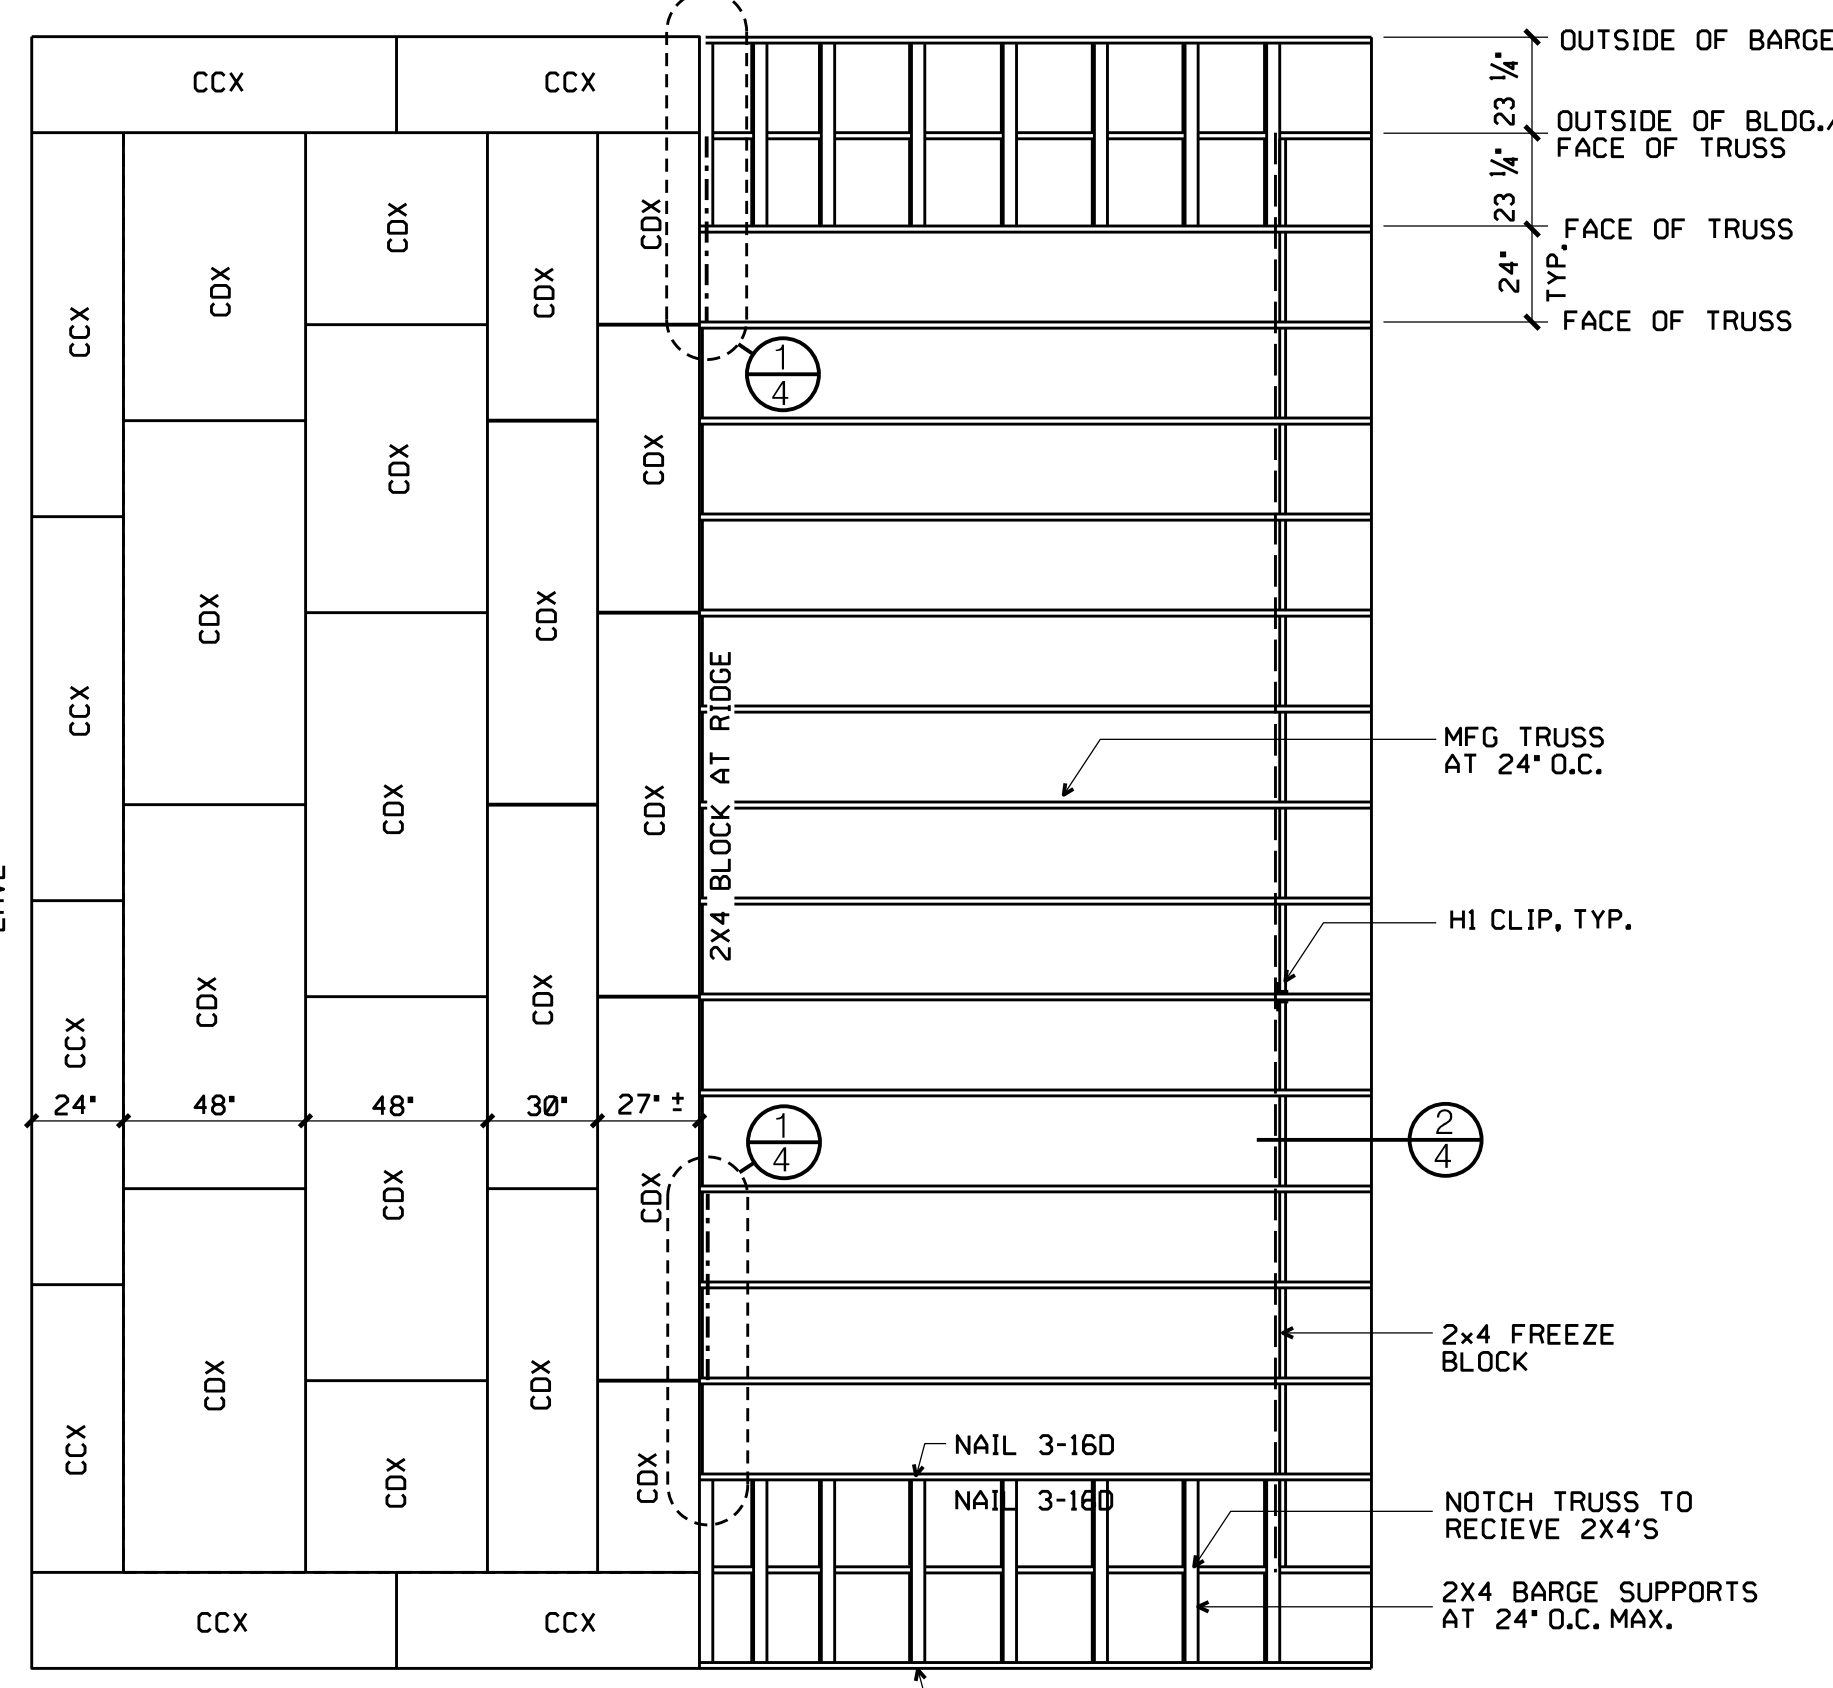 CCX
CCX
OUTSIDE OF BARGE
23 ¼"
OUTSIDE OF BLDG./
FACE OF TRUSS
23 ¼"
FACE OF TRUSS
24"
TYP.
FACE OF TRUSS
CCX
CDX
CDX
CDX
CDX
1
4
CDX
CDX
CDX
CDX
CCX
CDX
CDX
2X4 BLOCK AT RIDGE
MFG TRUSS
AT 24" O.C.
H1 CLIP, TYP.
CCX
CDX
CDX
24"
48"
48"
30"
27" ±
1
4
2
4
CDX
CDX
2x4 FREEZE
BLOCK
CCX
CDX
CDX
CDX
CDX
NAIL 3-16D
NAIL 3-16D
NOTCH TRUSS TO
RECIEVE 2X4'S
2X4 BARGE SUPPORTS
AT 24" O.C. MAX.
CCX
CCX